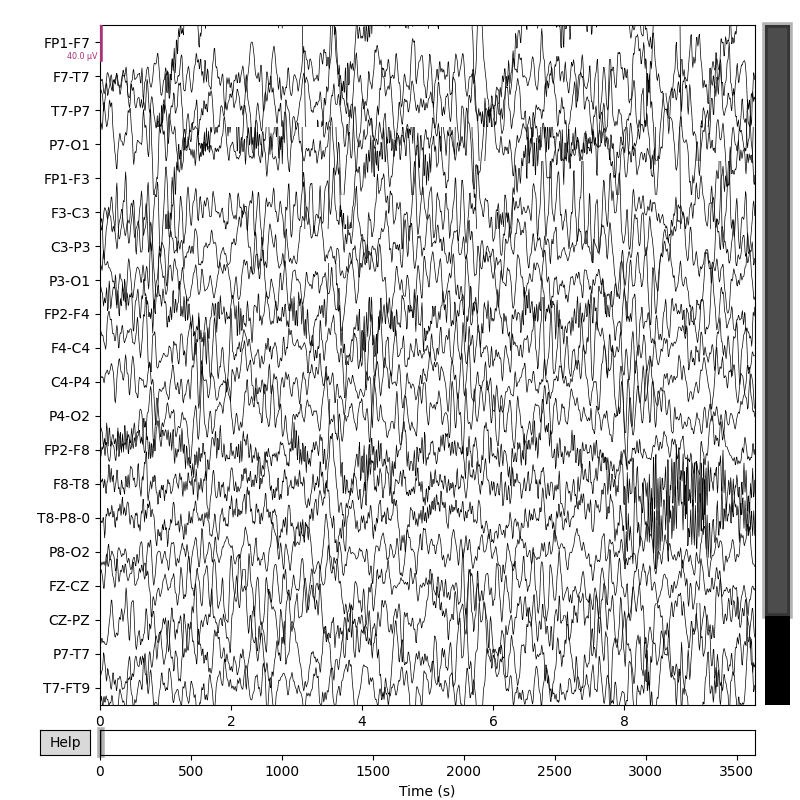 FP1-F7
40.0 µV
F7-T7
T7-P7
P7-O1
FP1-F3
F3-C3
C3-P3
P3-O1
FP2-F4
F4-C4
C4-P4
P4-O2
FP2-F8
F8-T8
T8-P8-0
P8-O2
FZ-CZ
CZ-PZ
P7-T7
T7-FT9
0 2 4 6 8
Help
0 500 1000 1500 2000 2500 3000 3500
Time (s)